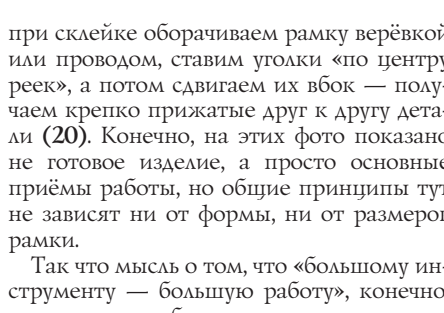 при склейке оборачиваем рамку верёвкой
или проводом, ставим уголки «по центру
реек», а потом сдвигаем их вбок — полу-
чаем крепко прижатые друг к другу дета-
ли (20). Конечно, на этих фото показано
не готовое изделие, а просто основные
приёмы работы, но общие принципы тут
не зависят ни от формы, ни от размеров
рамки.
Так что мысль о том, что «большому ин-
струменту — большую работу», конечно